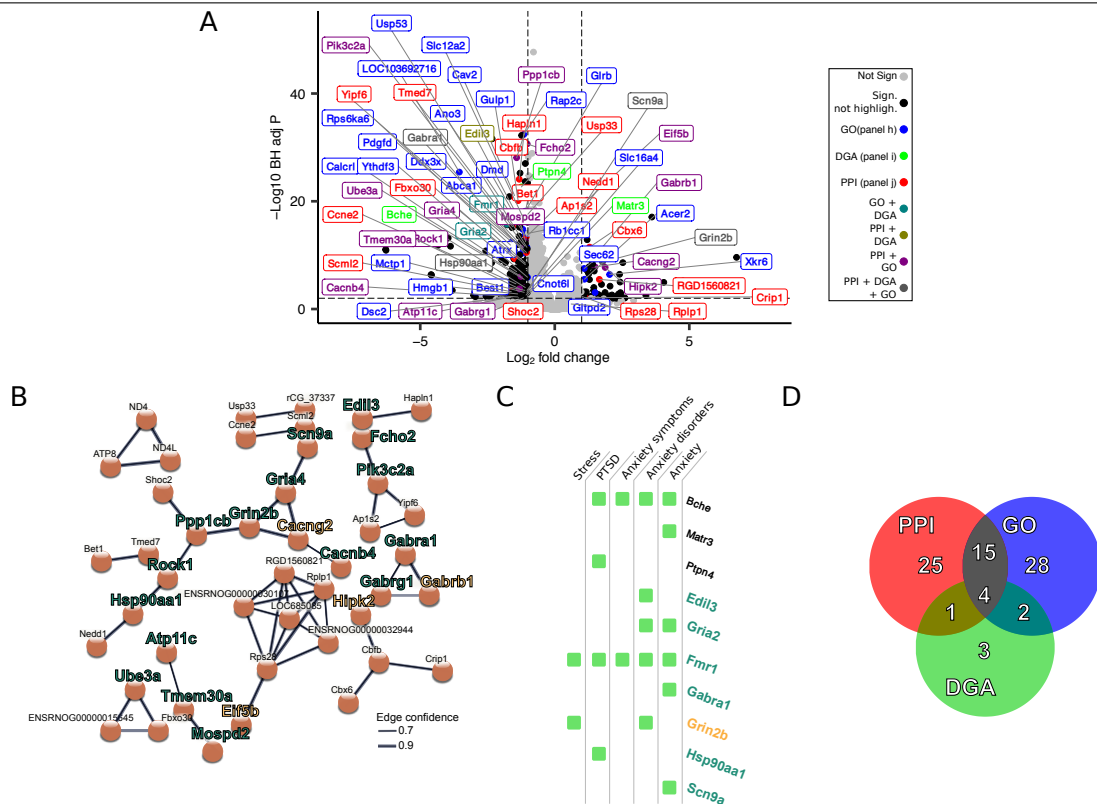 A
Usp53
Pik3c2a
Slc12a2
LOC103692716
Cav2
Ppp1cb
Glrb
Yipf6
Tmed7
Gulp1
Rap2c
Scn9a
Rps6ka6
Ano3
Hapln1
Usp33
Pdgfd
Gabra1
Edil3
Cbfb
Fcho2
Eif5b
Calcrl
Ythdf3
Ddx3x
Dmd
Ptpn4
Slc16a4
Ube3a
Fbxo30
Abca1
Bet1
Nedd1
Gabrb1
Ccne2
Bche
Gria4
Fmr1
Mospd2
Ap1s2
Matr3
Acer2
Tmem30a
Rock1
Gria2
Rb1cc1
Cbx6
Grin2b
Scml2
Mctp1
Hsp90aa1
Atrx
Sec62
Cacng2
Xkr6
Cacnb4
Hmgb1
Best1
Cnot6l
Hipk2
RGD1560821
Crip1
Dsc2
Atp11c
Gabrg1
Shoc2
Gltpd2
Rps28
Rplp1
−Log10 BH adj P
40
20
0
−5
0
5
Log2 fold change
Not Sign
Sign.
not highligh.
GO(panel h)
DGA (panel i)
PPI (panel j)
GO +
DGA
PPI +
DGA
PPI +
GO
PPI + DGA
+ GO
B
ND4
ATP8
ND4L
Usp33
rCG_37337
Ccne2
Scml2
Scn9a
Edil3
Hapln1
Fcho2
Pik3c2a
Shoc2
Gria4
Yipf6
Ap1s2
Ppp1cb
Grin2b
Cacng2
Bet1
Tmed7
Cacnb4
Gabra1
Rock1
RGD1560821
Rplp1
Gabrg1
Gabrb1
Hsp90aa1
LOC685085
Hipk2
ENSRNOG00000032944
Nedd1
Atp11c
Rps28
Cbfb
Crip1
Ube3a
Tmem30a
Eif5b
Cbx6
ENSRNOG00000015645
Fbxo30
Mospd2
Edge confidence
0.7
0.9
C
Stress
PTSD
Anxiety symptoms
Anxiety disorders
Anxiety
Bche
Matr3
Ptpn4
Edil3
Gria2
Fmr1
Gabra1
Grin2b
Hsp90aa1
Scn9a
D
PPI
GO
25
15
28
4
1
2
3
DGA